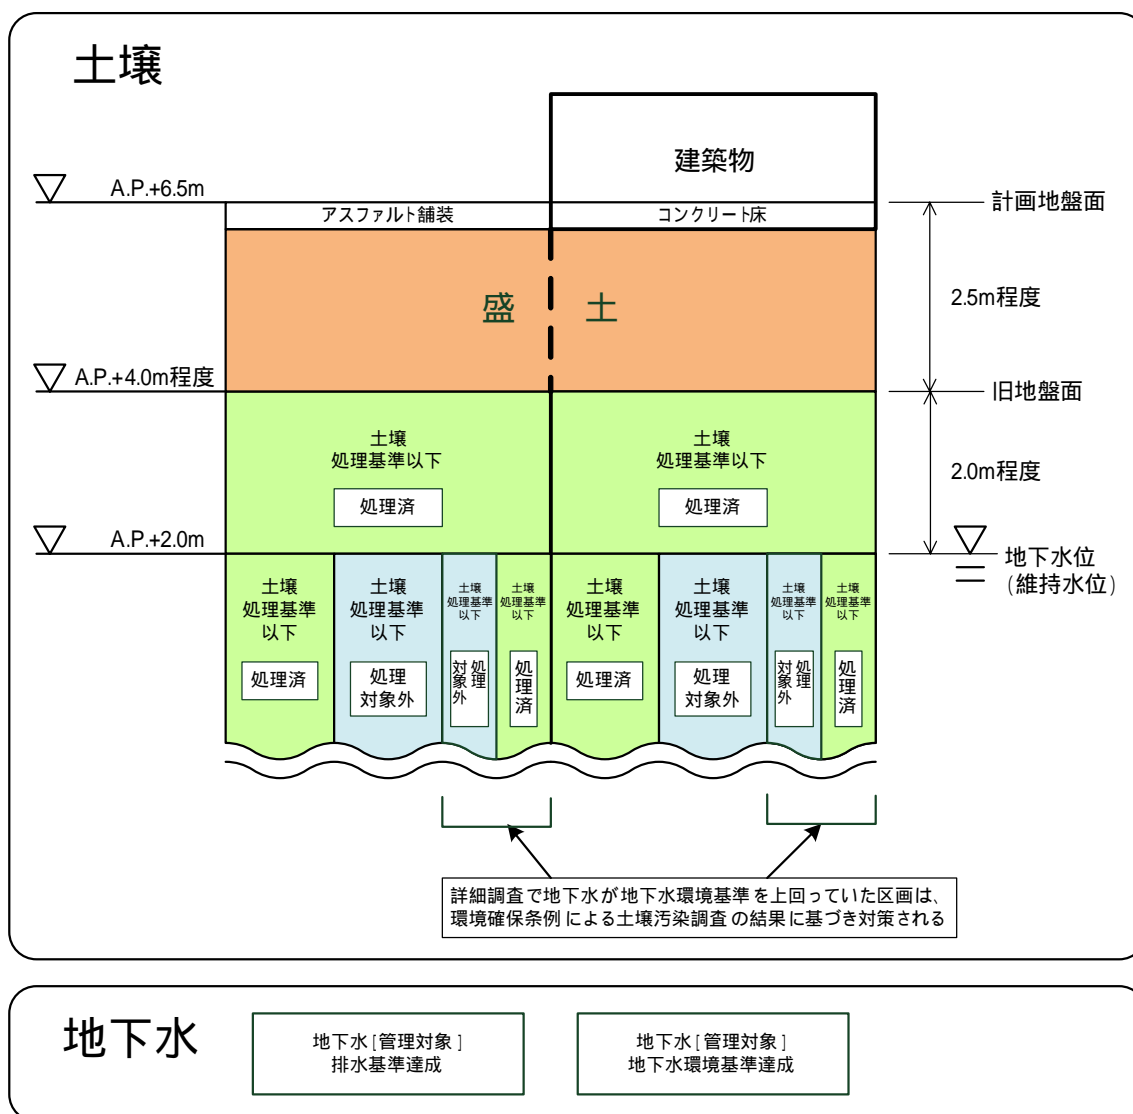 土壌
建築物
A.P.+6.5m
計画地盤面
アスファルト舗装
コンクリート床
盛土
2.5m程度
A.P.+4.0m程度
旧地盤面
土壌
処理基準以下
処理済
土壌
処理基準以下
処理済
2.0m程度
A.P.+2.0m
地下水位
(維持水位)
土壌
処理基準
以下
処理済
土壌
処理基準
以下
処理
対象外
土壌
処理基準
以下
処理
対象外
土壌
処理基準
以下
処理済
土壌
処理基準
以下
処理済
土壌
処理基準
以下
処理
対象外
土壌
処理基準
以下
処理
対象外
土壌
処理基準
以下
処理済
詳細調査で地下水が地下水環境基準を上回っていた区画は、
環境確保条例による土壌汚染調査の結果に基づき対策される
地下水
地下水[管理対象]
排水基準達成
地下水[管理対象]
地下水環境基準達成